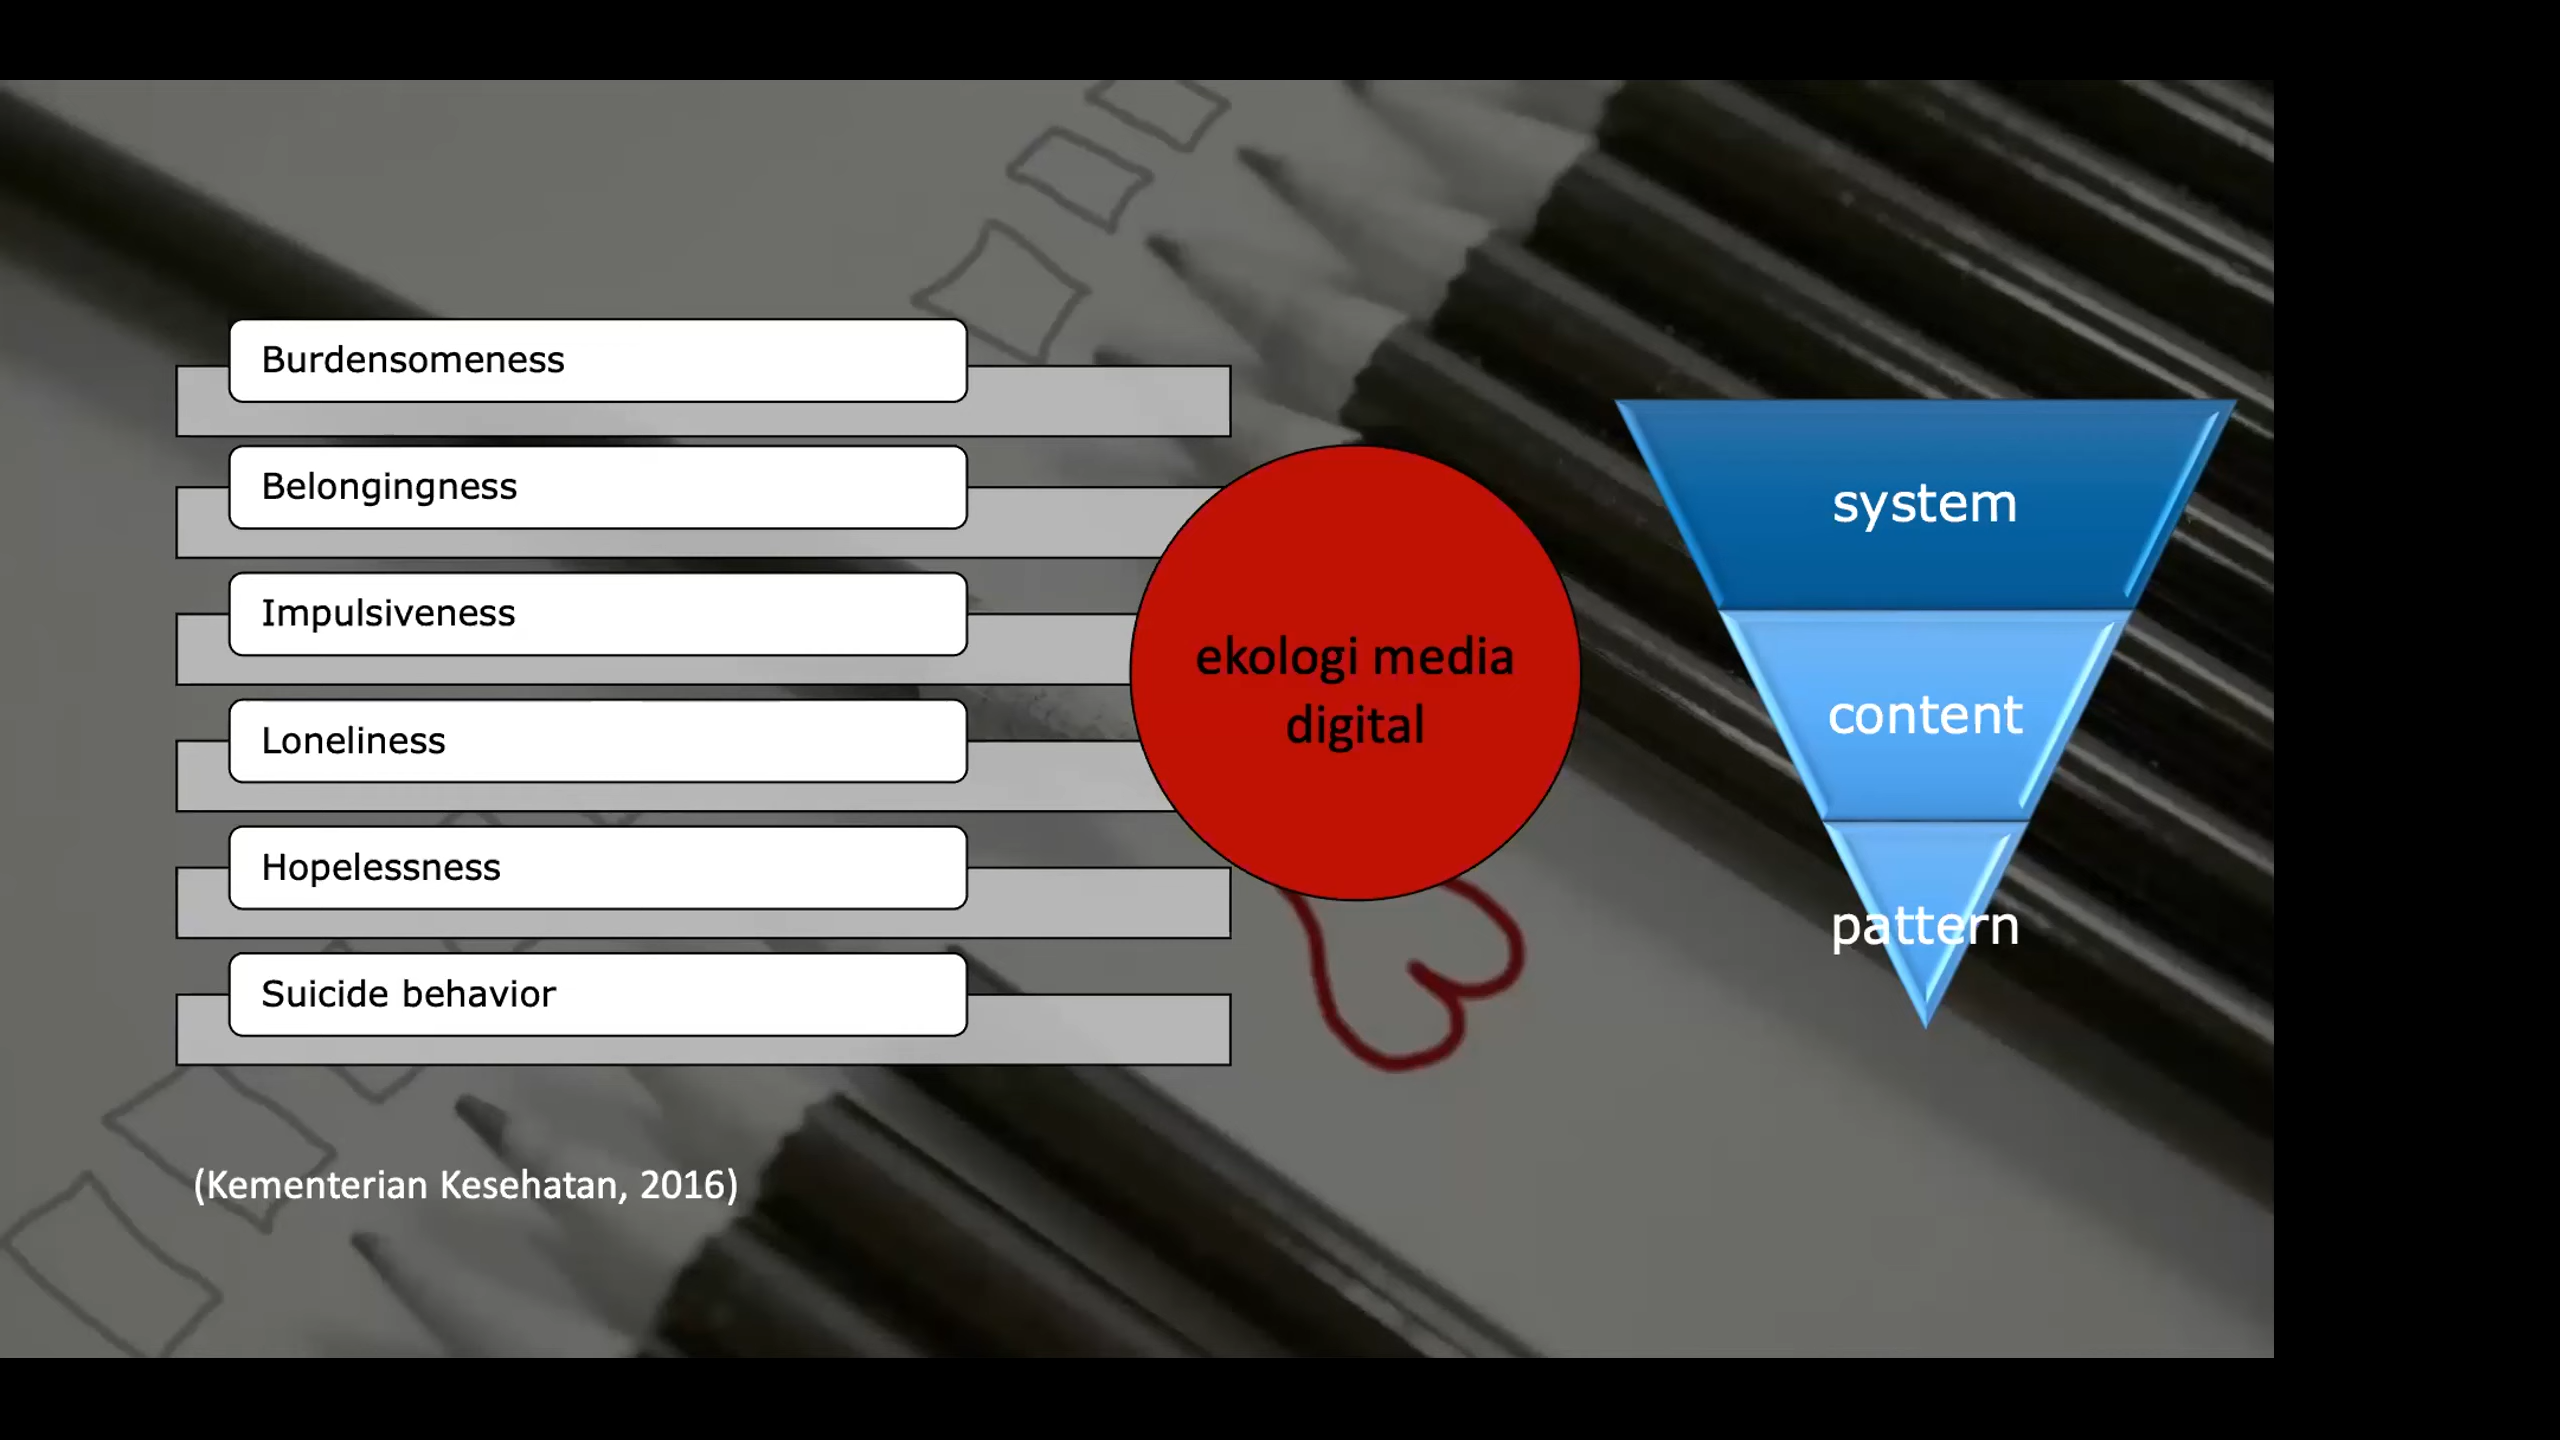 Burdensomeness
Belongingness
Impulsiveness
Loneliness
Hopelessness
Suicide behavior
(Kementerian Kesehatan, 2016)
ekologi media
digital
system
content
pattern